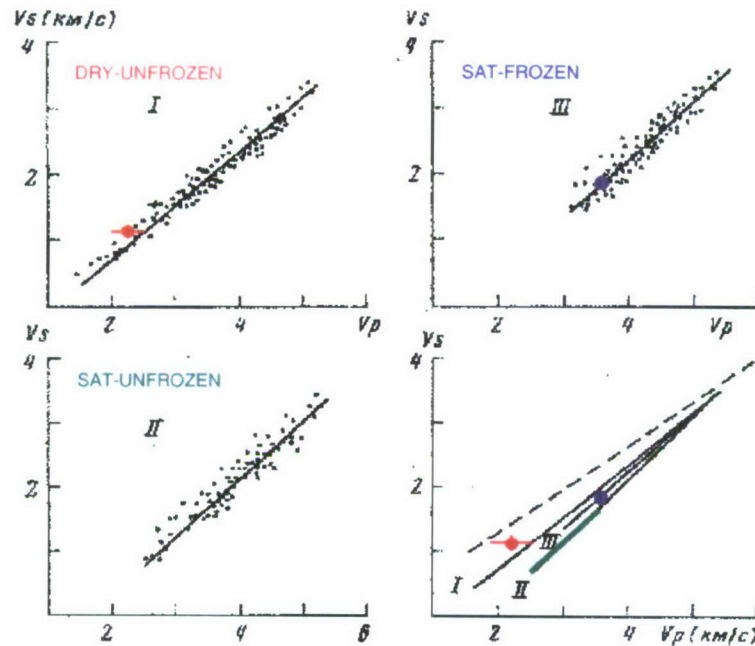 Vs (км/с)
4
DRY-UNFROZEN
I
2
2
4
Vp
Vs
4
SAT-FROZEN
III
2
2
4
Vp
Vs
4
SAT-UNFROZEN
II
2
2
4
6
Vs
4
2
III
I
II
2
4
Vp (км/с)